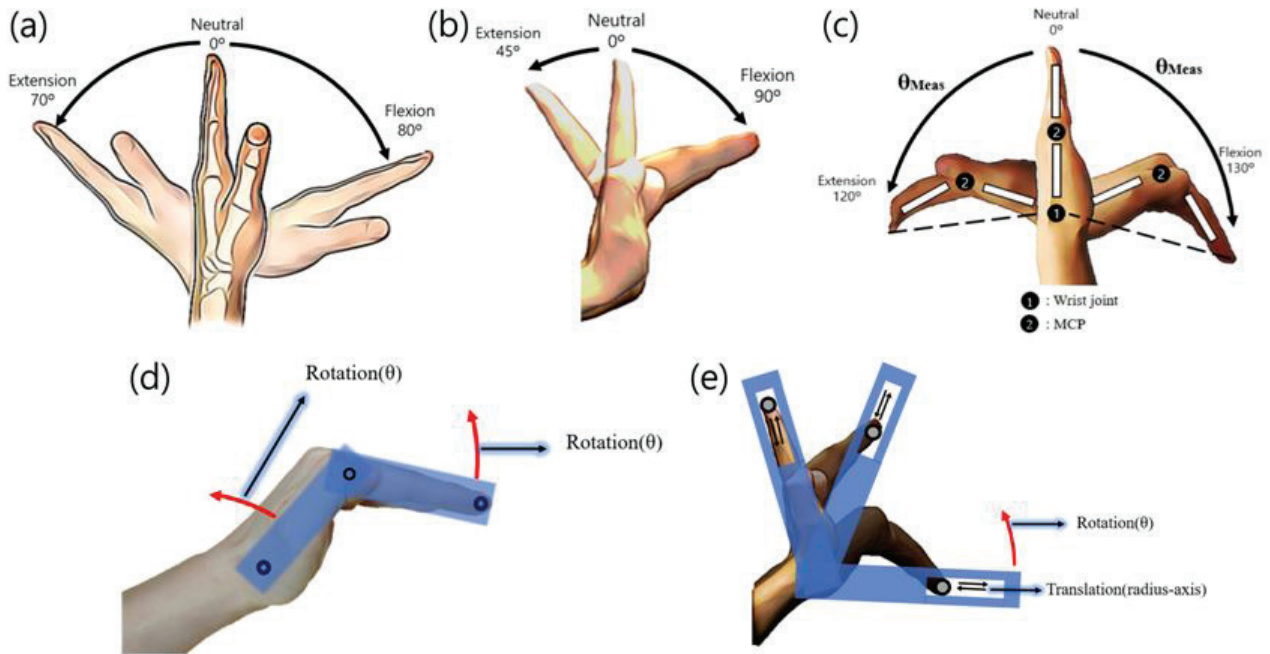 (a)
Neutral
0º
Extension
70º
Flexion
80º
(b)
Neutral
0º
Extension
45º
Flexion
90º
(c)
Neutral
0º
θMeas
θMeas
2
Extension
120º
2
2
Flexion
130º
1
1 : Wrist joint
2 : MCP
(d)
Rotation(θ)
Rotation(θ)
(e)
Rotation(θ)
Translation(radius-axis)